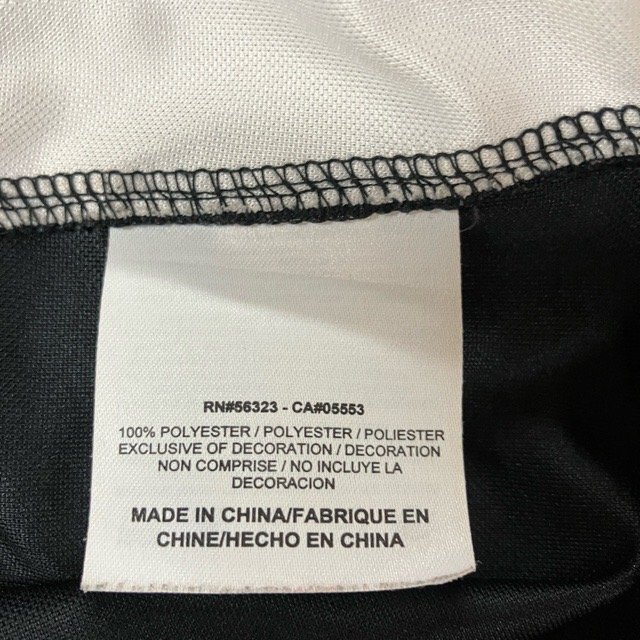 RN#56323 - CA#05553
100% POLYESTER / POLYESTER / POLIESTER
EXCLUSIVE OF DECORATION / DECORATION
NON COMPRISE / NO INCLUYE LA
DECORACION
MADE IN CHINA/FABRIQUE EN
CHINE/HECHO EN CHINA